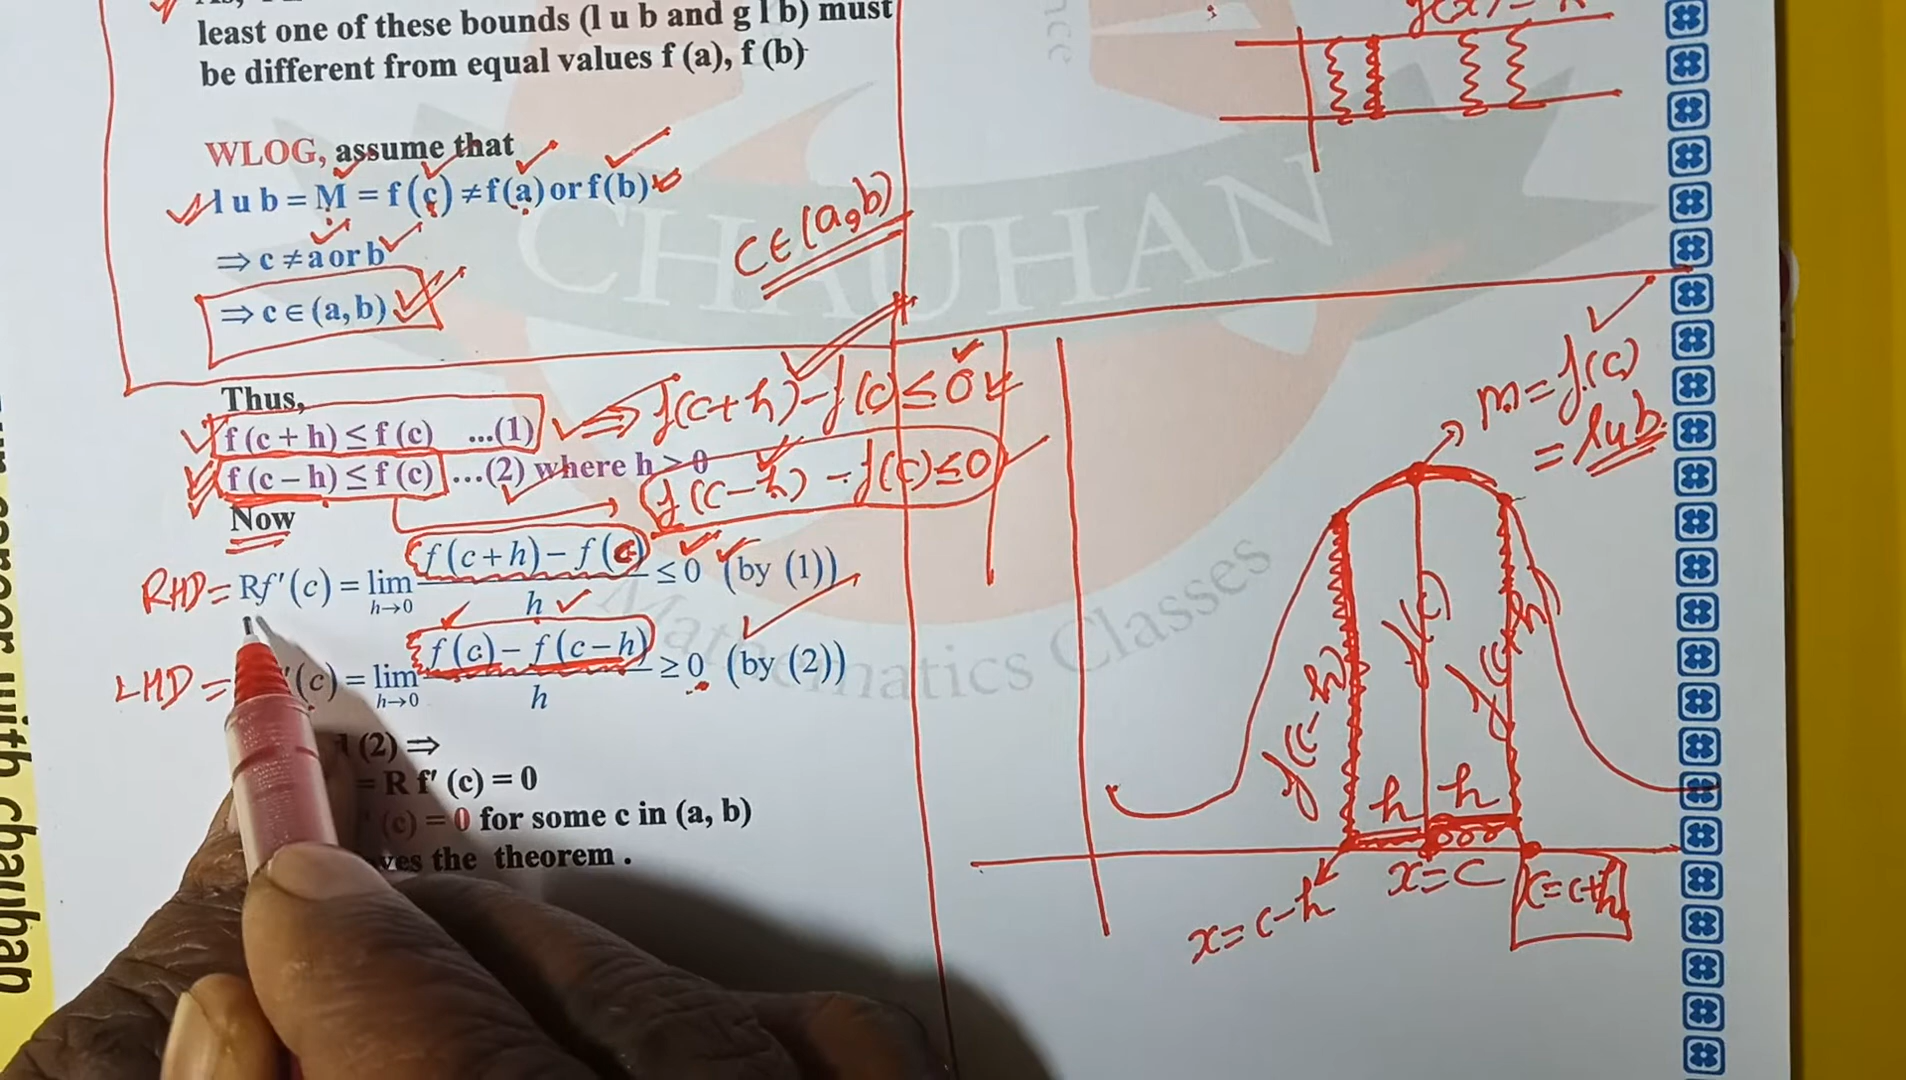 least one of these bounds (l u b and g l b) must
be different from equal values f (a), f (b)
WLOG, assume that
l u b = M = f (c) ≠ f(a) or f(b)
⇒ c ≠ a or b
⇒ c ∈ (a, b)
C ∈ (a, b)
Thus,
f (c + h) ≤ f (c) ...(1)
⇒ f(c+h) - f(c) ≤ 0
f (c – h) ≤ f (c) ...(2) where h > 0
f(c-h) - f(c) ≤ 0
Now
RHD = Rf'(c) = lim h→0 f(c+h) − f(c) / h ≤ 0 (by (1))
LHD = '(c) = lim h→0 f(c) − f(c−h) / h ≥ 0 (by (2))
(2) ⇒
= R f' (c) = 0
(c) = 0 for some c in (a, b)
the theorem .
M = f(c)
= lub
f(c-h)
f(c)
f(c+h)
h h
x = c-h
x = c
x = c+h
CHAUHAN
Mathematics Classes